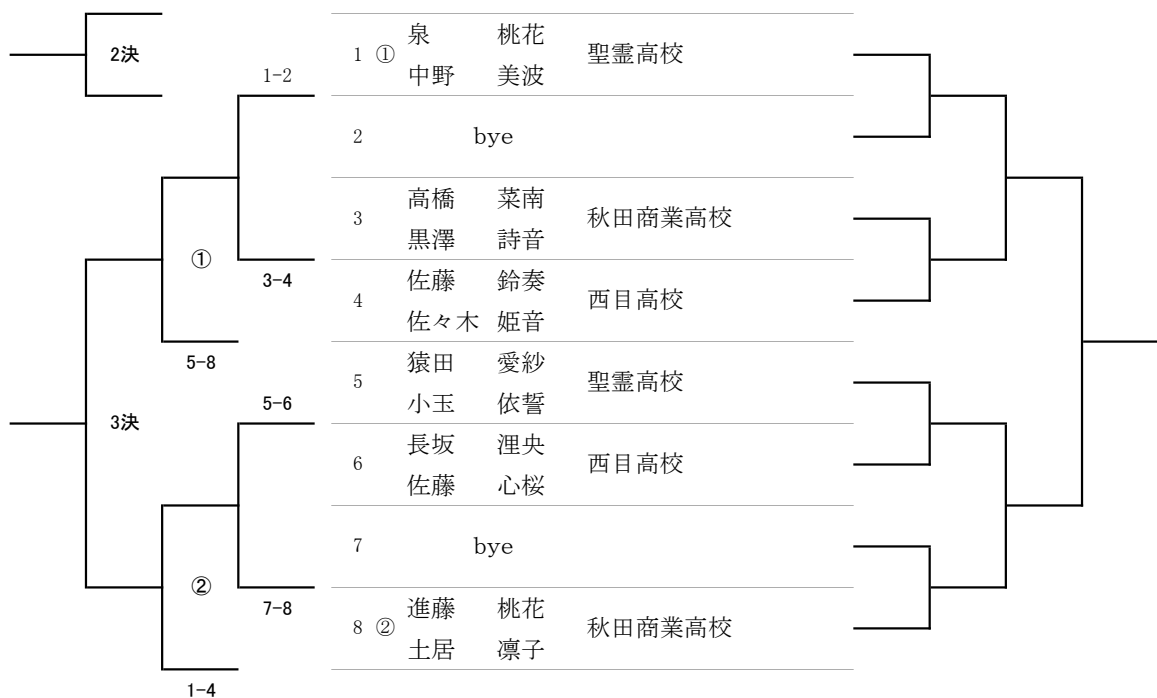 2決
1-2
1 ① 泉 桃花 聖霊高校
中野 美波
2 bye
3 高橋 菜南 秋田商業高校
黒澤 詩音
①
3-4
4 佐藤 鈴奏 西目高校
佐々木 姫音
5-8
5 猿田 愛紗 聖霊高校
小玉 依誓
5-6
3決
6 長坂 浬央 西目高校
佐藤 心桜
7 bye
②
7-8
8 ② 進藤 桃花 秋田商業高校
土居 凛子
1-4